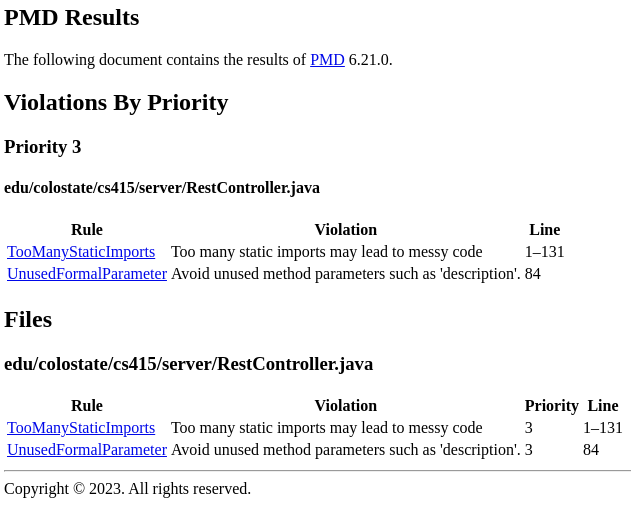 PMD Results
The following document contains the results of PMD 6.21.0.
Violations By Priority
Priority 3
edu/colostate/cs415/server/RestController.java
Rule Violation Line
TooManyStaticImports Too many static imports may lead to messy code 1–131
UnusedFormalParameter Avoid unused method parameters such as 'description'. 84
Files
edu/colostate/cs415/server/RestController.java
Rule Violation Priority Line
TooManyStaticImports Too many static imports may lead to messy code 3 1–131
UnusedFormalParameter Avoid unused method parameters such as 'description'. 3 84
Copyright © 2023. All rights reserved.